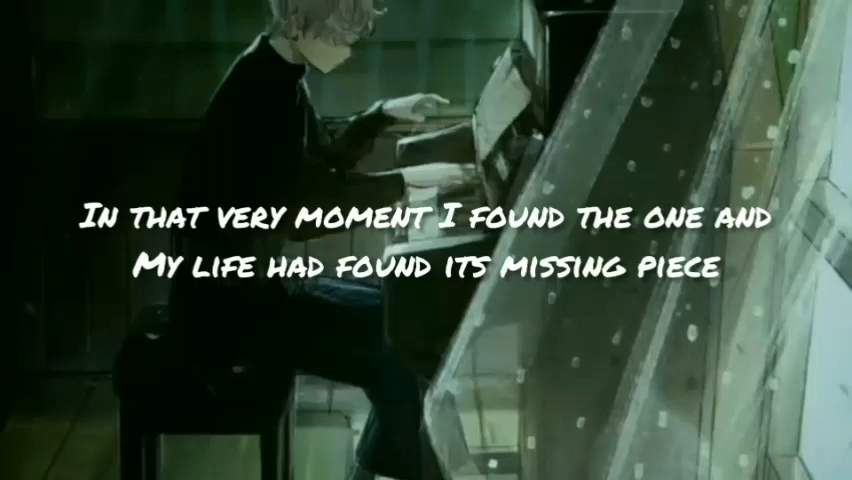 In that very moment I found the one and
My life had found its missing piece